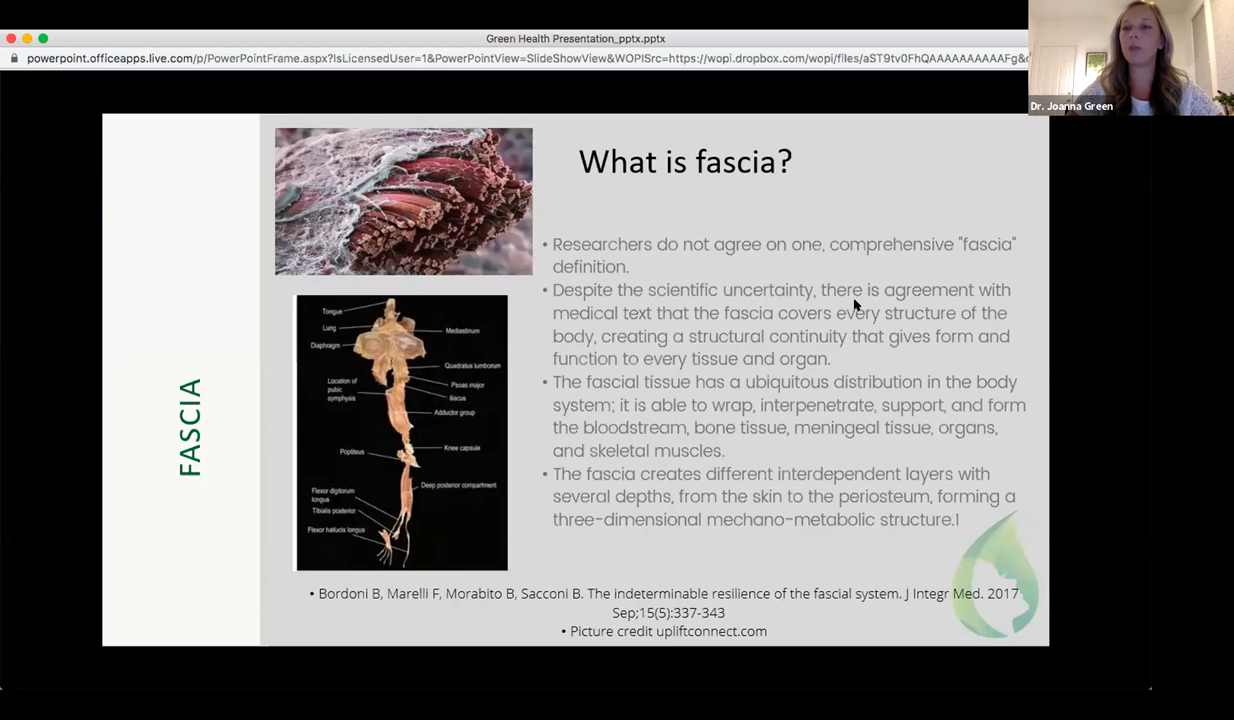 Green Health Presentation_pptx.pptx
powerpoint.officeapps.live.com/p/PowerPointFrame.aspx?IsLicensedUser=1&PowerPointView=SlideShowView&WOPISrc=https://wopi.dropbox.com/wopi/files/aST9tv0FhQAAAAAAAAAAFg&
Dr. Joanna Green
FASCIA
What is fascia?
• Researchers do not agree on one, comprehensive "fascia"
definition.
• Despite the scientific uncertainty, there is agreement with
medical text that the fascia covers every structure of the
body, creating a structural continuity that gives form and
function to every tissue and organ.
• The fascial tissue has a ubiquitous distribution in the body
system; it is able to wrap, interpenetrate, support, and form
the bloodstream, bone tissue, meningeal tissue, organs,
and skeletal muscles.
• The fascia creates different interdependent layers with
several depths, from the skin to the periosteum, forming a
three-dimensional mechano-metabolic structure.1
Tongue
Lung
Diaphragm
Location of
pubic
symphysis
Popliteus
Flexor digitorum
longus
Tibialis posterior
Flexor hallucis longus
Mediastinum
Quadratus lumborum
Psoas major
Iliacus
Adductor group
Knee capsule
Deep posterior compartment
• Bordoni B, Marelli F, Morabito B, Sacconi B. The indeterminable resilience of the fascial system. J Integr Med. 2017
Sep;15(5):337-343
• Picture credit upliftconnect.com